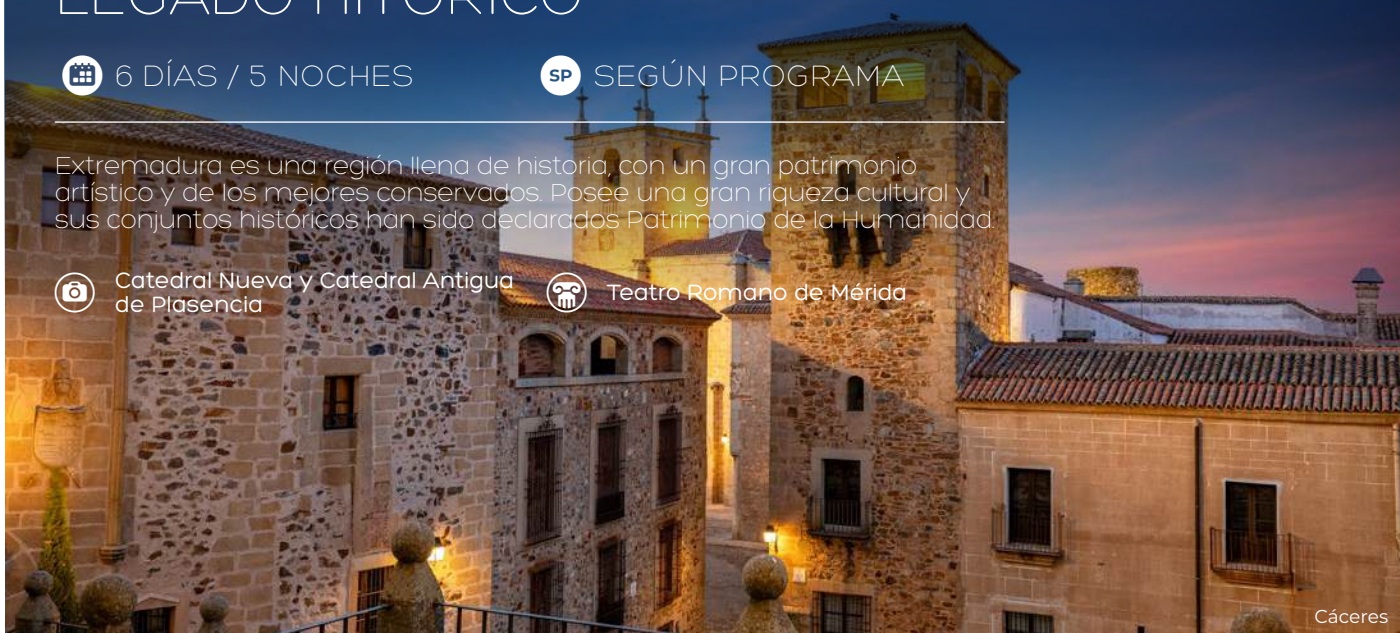 LEGADO HITÓRICO
6 DÍAS / 5 NOCHES
SP SEGÚN PROGRAMA
Extremadura es una región llena de historia, con un gran patrimonio
artístico y de los mejores conservados. Posee una gran riqueza cultural y
sus conjuntos históricos han sido declarados Patrimonio de la Humanidad.
Catedral Nueva y Catedral Antigua
de Plasencia
Teatro Romano de Mérida
Cáceres